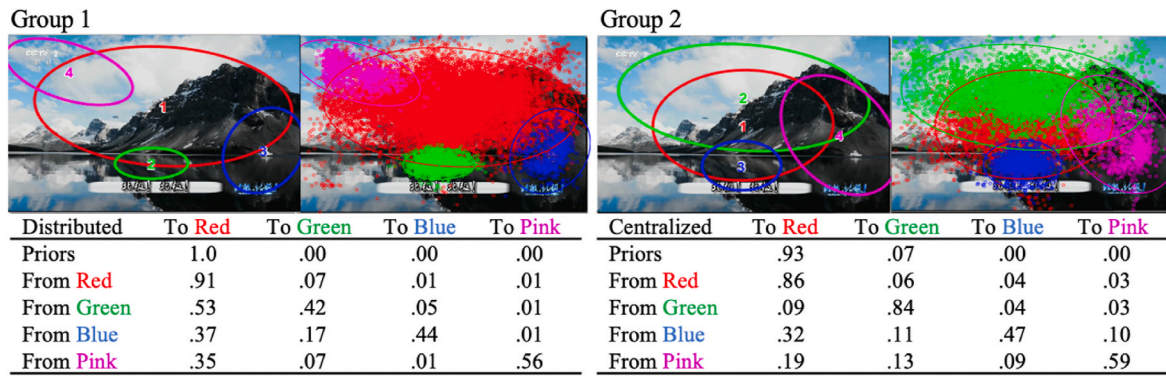 Group 1
Group 2
4
1
2
3
2
1
3
4
Distributed To Red To Green To Blue To Pink
Priors 1.0 .00 .00 .00
From Red .91 .07 .01 .01
From Green .53 .42 .05 .01
From Blue .37 .17 .44 .01
From Pink .35 .07 .01 .56
Centralized To Red To Green To Blue To Pink
Priors .93 .07 .00 .00
From Red .86 .06 .04 .03
From Green .09 .84 .04 .03
From Blue .32 .11 .47 .10
From Pink .19 .13 .09 .59